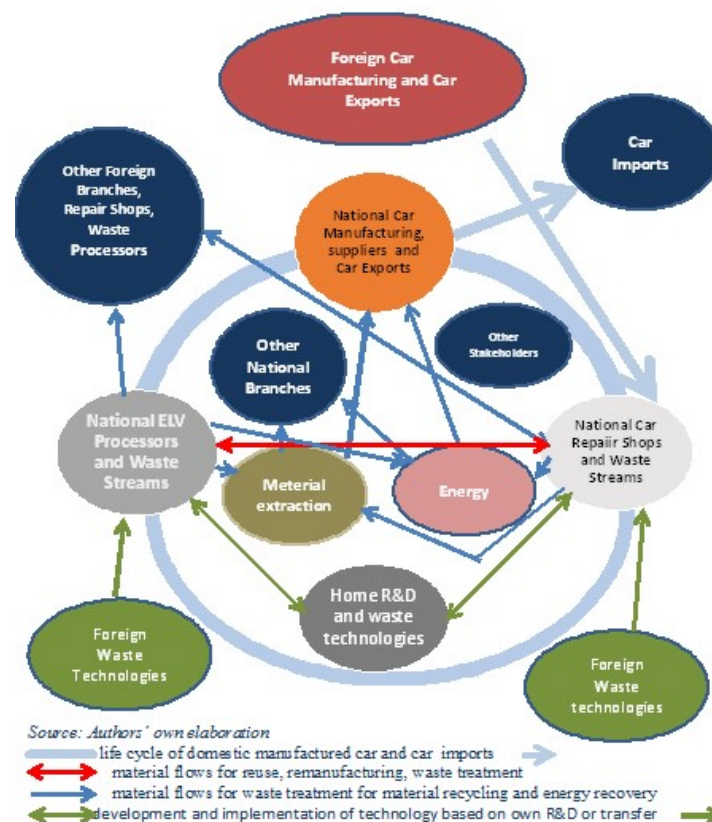 Foreign Car
Manufacturing and Car
Exports
Car
Imports
Other Foreign
Branches,
Repair Shops,
Waste
Processors
National Car
Manufacturing,
suppliers and
Car Exports
Other
National
Branches
Other
Stakeholders
National ELV
Processors
and Waste
Streams
National Car
Repaiir Shops
and Waste
Streams
Meterial
extraction
Energy
Home R&D
and waste
technologies
Foreign
Waste
Technologies
Foreign
Waste
technologies
Source: Authors´ own elaboration
life cycle of domestic manufactured car and car imports
material flows for reuse, remanufacturing, waste treatment
material flows for waste treatment for material recycling and energy recovery
development and implementation of technology based on own R&D or transfer